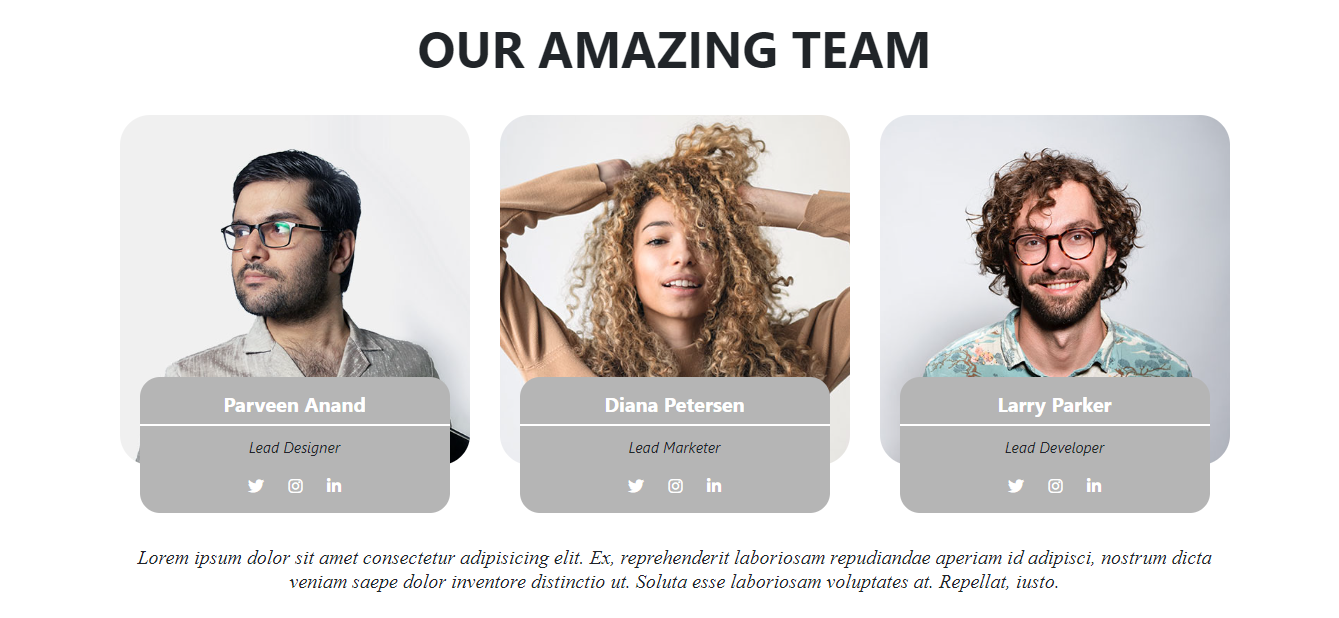 OUR AMAZING TEAM
Parveen Anand
Lead Designer
Diana Petersen
Lead Marketer
Larry Parker
Lead Developer
Lorem ipsum dolor sit amet consectetur adipisicing elit. Ex, reprehenderit laboriosam repudiandae aperiam id adipisci, nostrum dicta
veniam saepe dolor inventore distinctio ut. Soluta esse laboriosam voluptates at. Repellat, iusto.